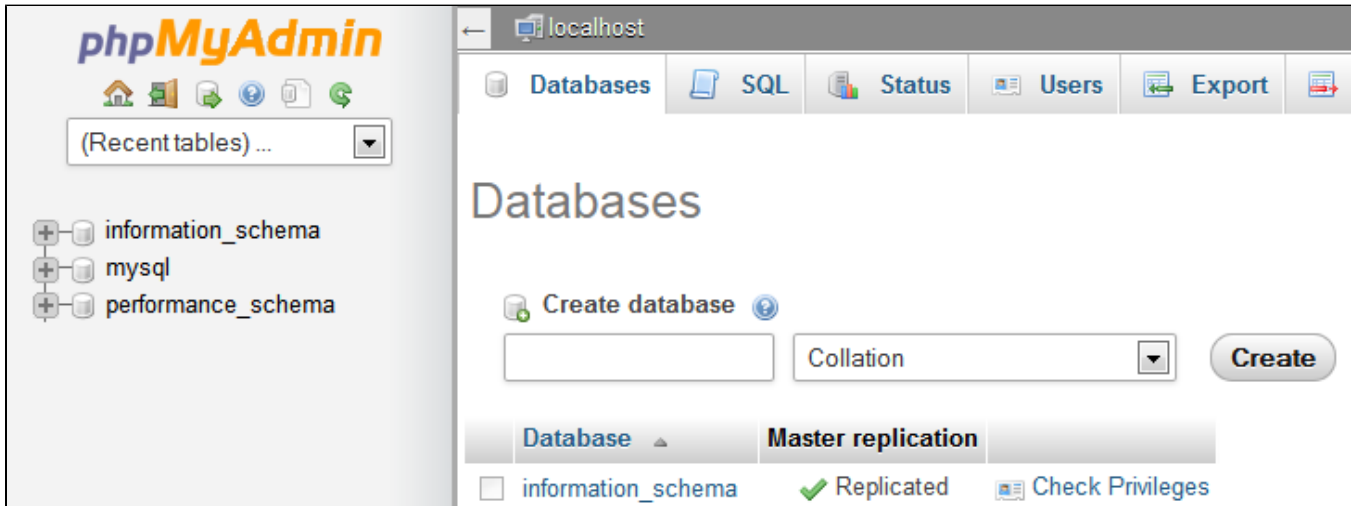 phpMyAdmin
(Recent tables) ...
information_schema
mysql
performance_schema
localhost
Databases SQL Status Users Export
Databases
Create database
Collation Create
Database Master replication
information_schema Replicated Check Privileges